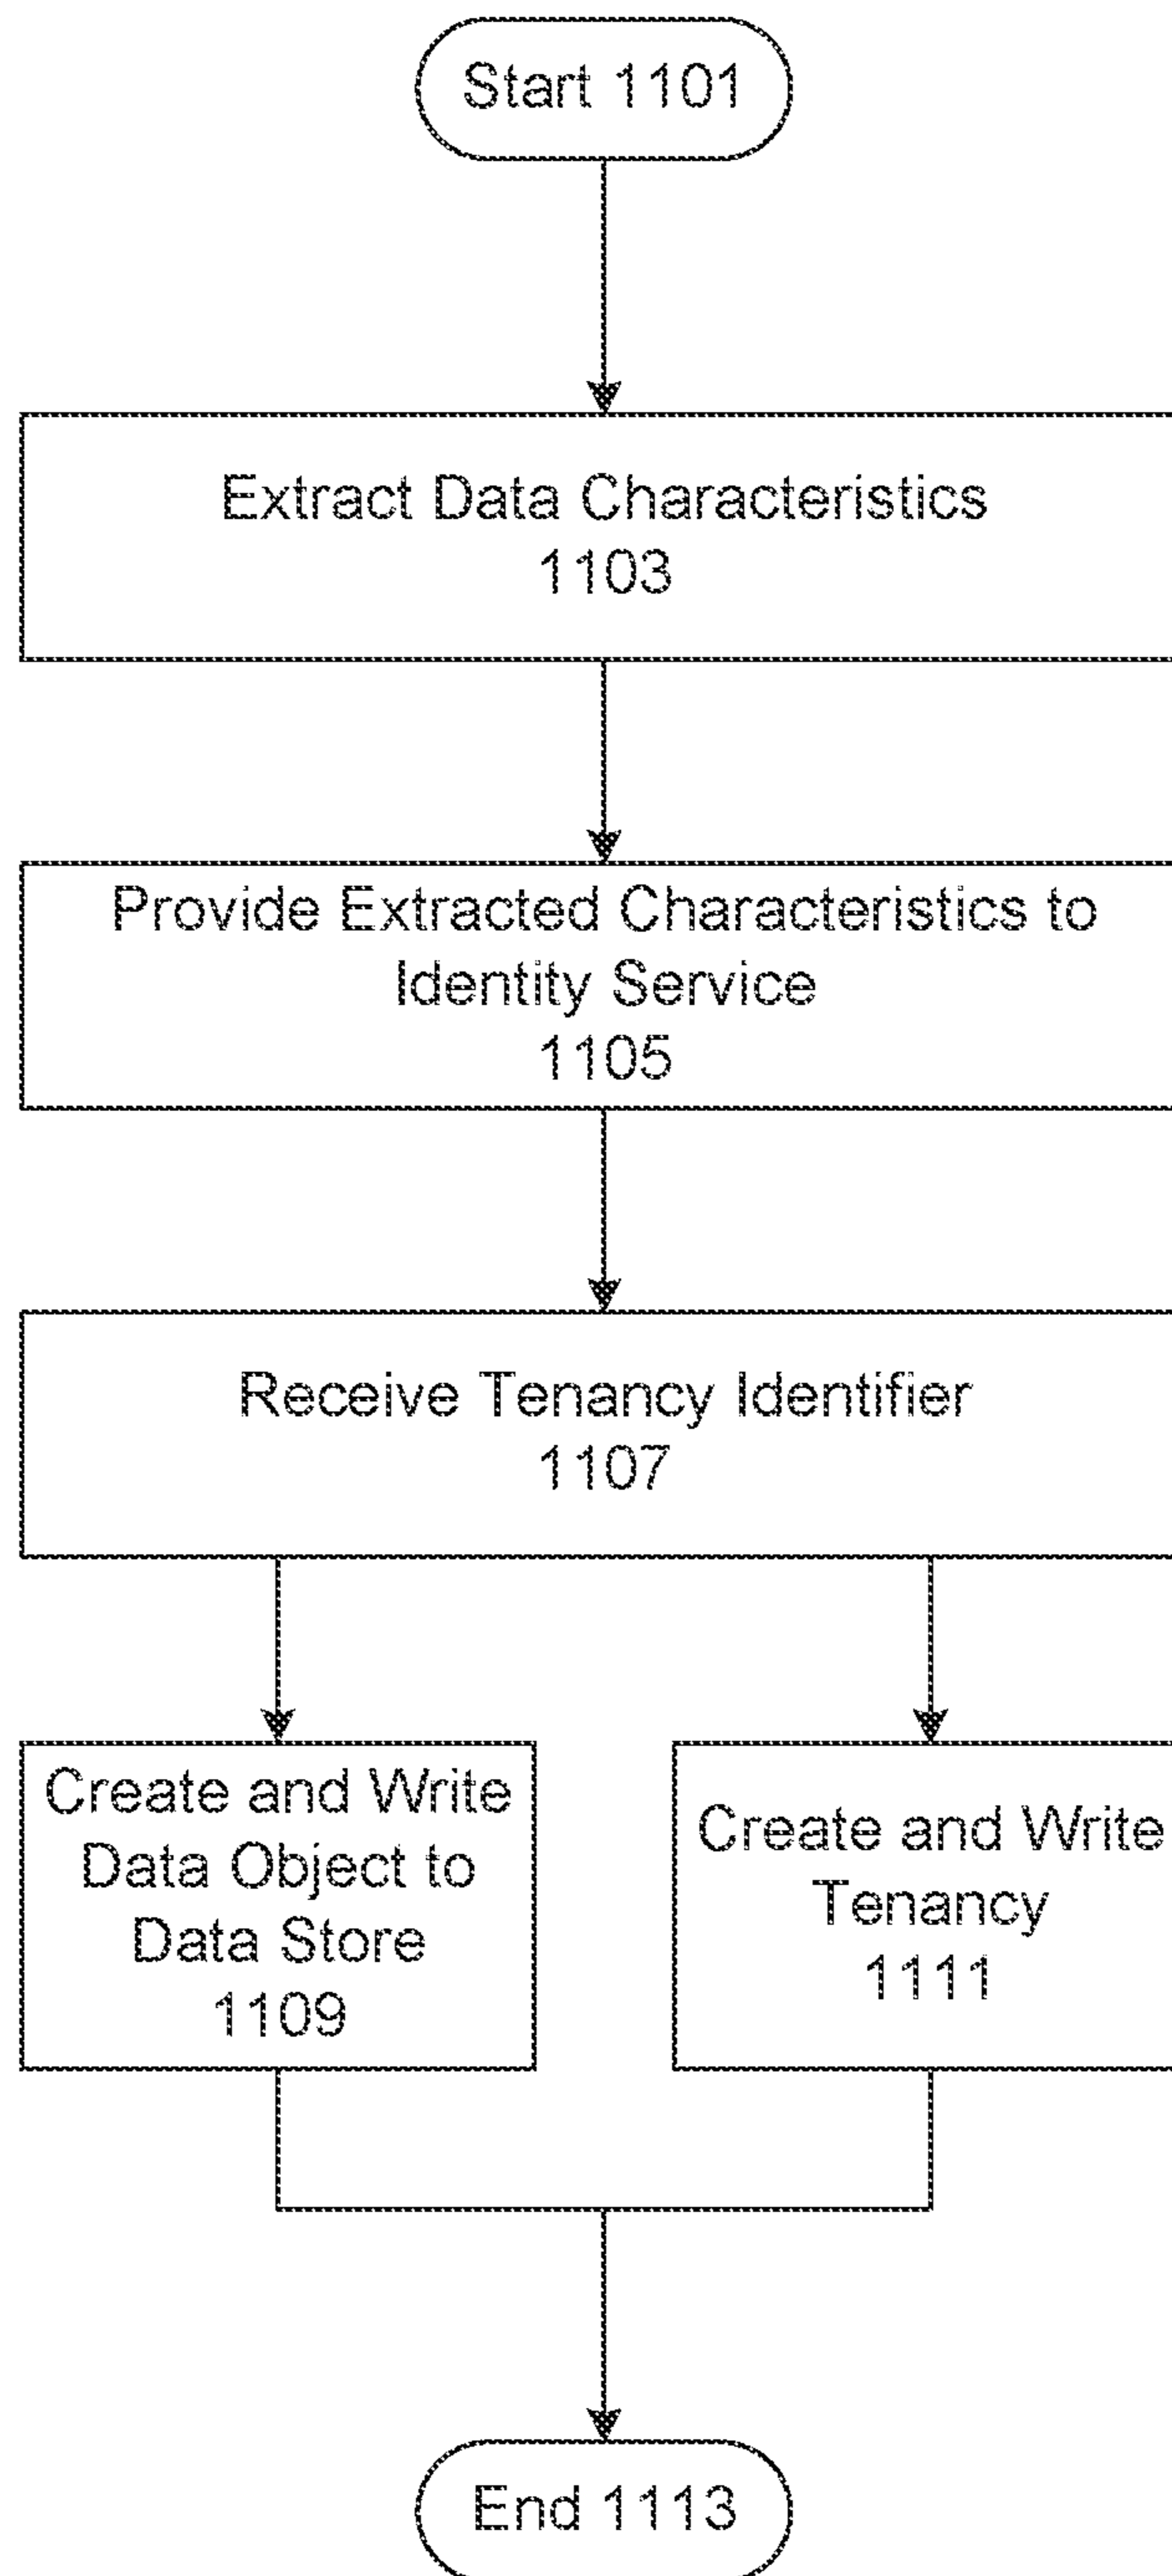 Start 1101
Extract Data Characteristics
1103
Provide Extracted Characteristics to
Identity Service
1105
Receive Tenancy Identifier
1107
Create and Write
Data Object to
Data Store
1109
Create and Write
Tenancy
1111
End 1113